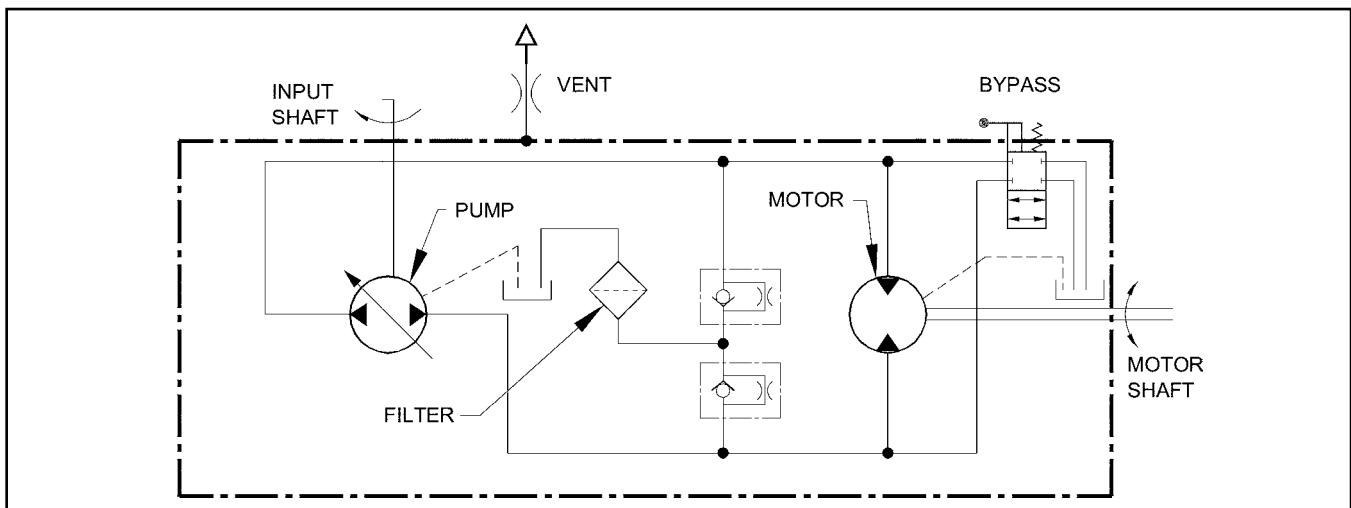 INPUT
SHAFT
VENT
BYPASS
PUMP
MOTOR
FILTER
MOTOR
SHAFT